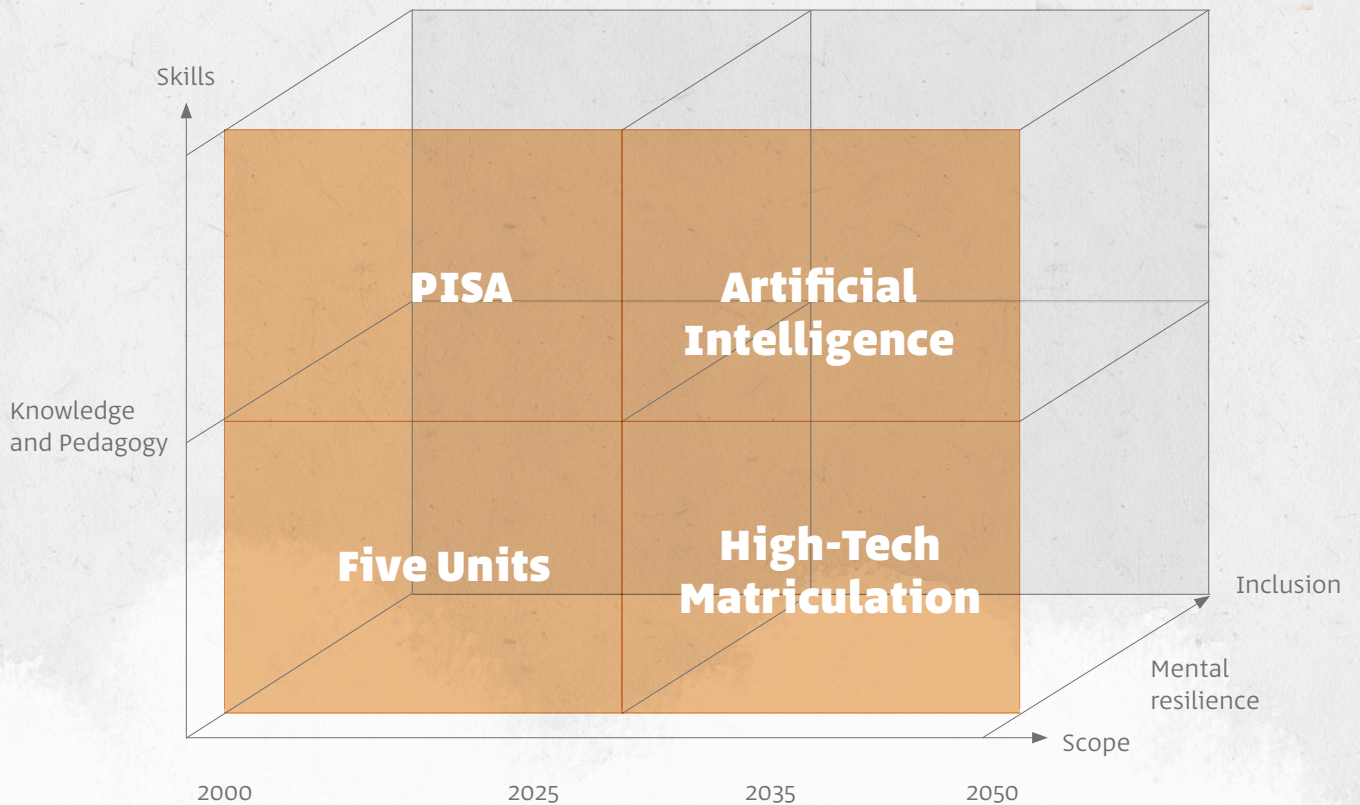 Skills
PISA
Artificial
Intelligence
Knowledge
and Pedagogy
Five Units
High-Tech
Matriculation
Inclusion
Mental
resilience
Scope
2000
2025
2035
2050